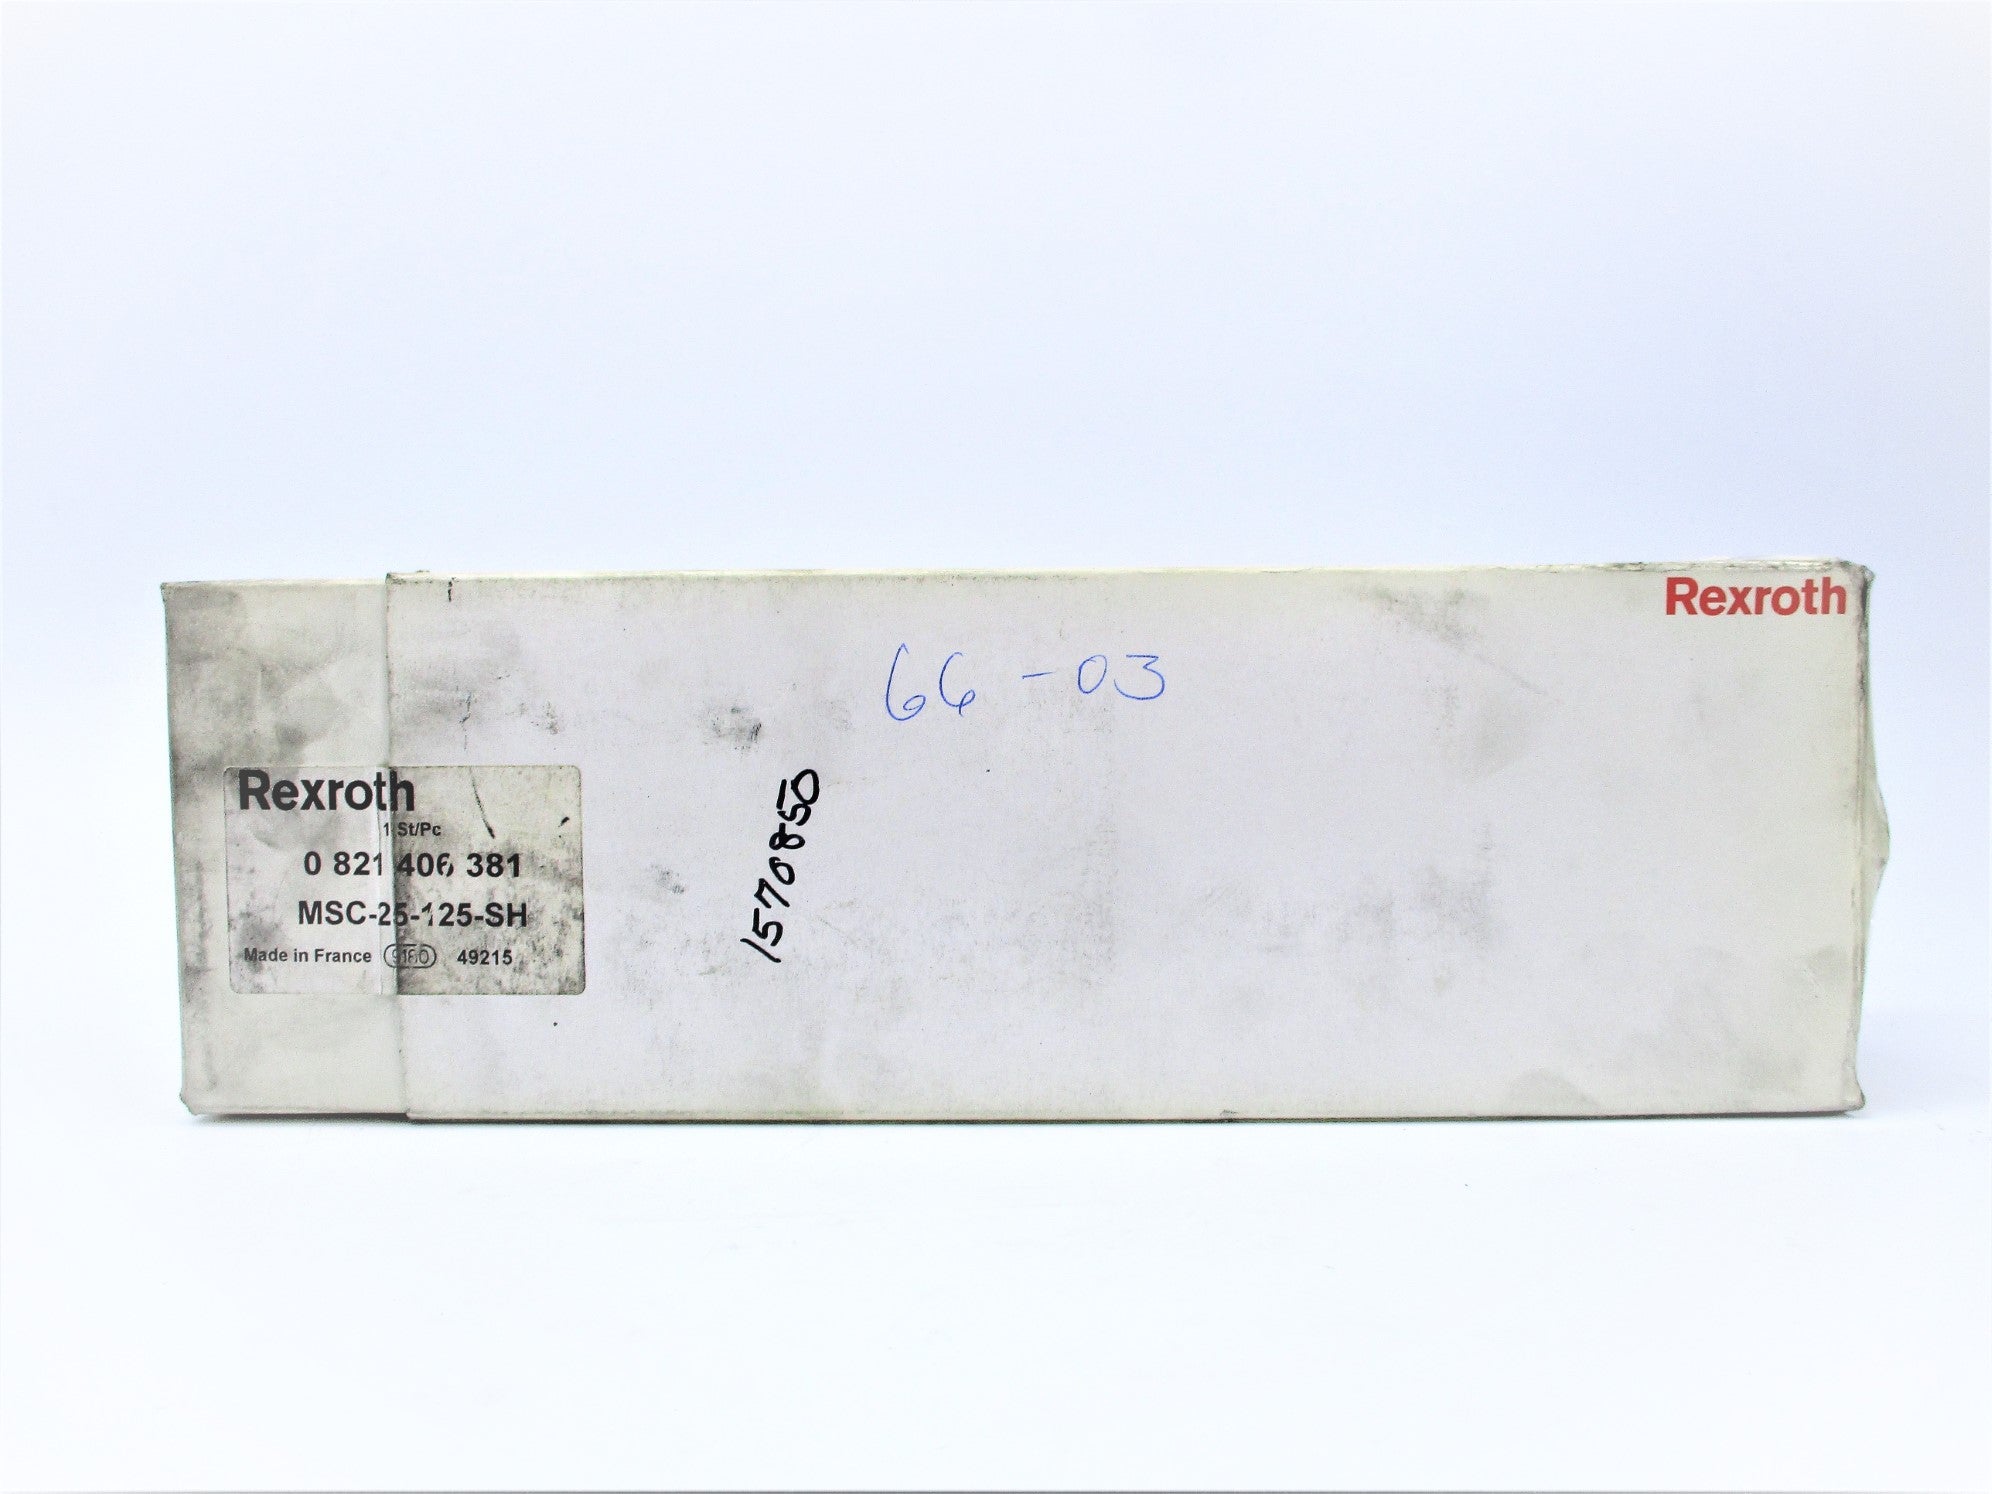 Rexroth
66-03
1570850
Rexroth
1 St/Pc
0 821 406 381
MSC-25-125-SH
Made in France 9160 49215